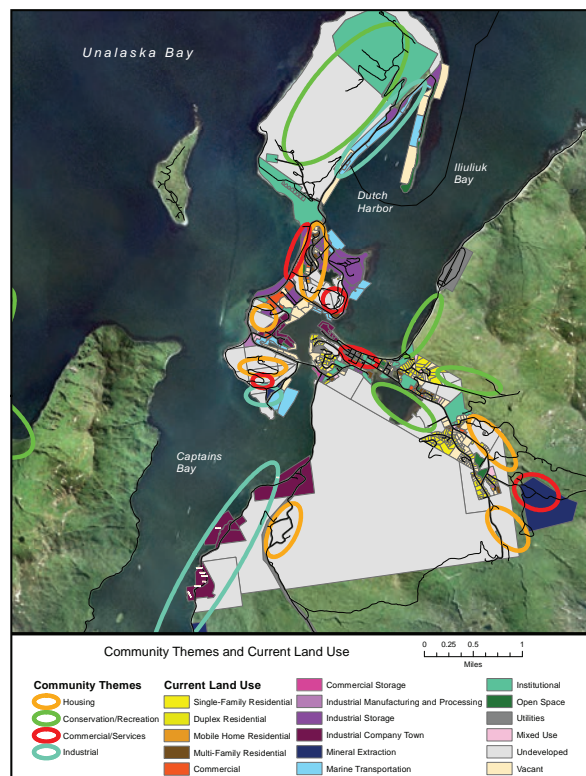 Unalaska Bay
Iliuliuk
Bay
Dutch
Harbor
Captains
Bay
Community Themes and Current Land Use
0 0.25 0.5 1
Miles
Community Themes
Housing
Conservation/Recreation
Commercial/Services
Industrial
Current Land Use
Single-Family Residential
Duplex Residential
Mobile Home Residential
Multi-Family Residential
Commercial
Commercial Storage
Industrial Manufacturing and Processing
Industrial Storage
Industrial Company Town
Mineral Extraction
Marine Transportation
Institutional
Open Space
Utilities
Mixed Use
Undeveloped
Vacant